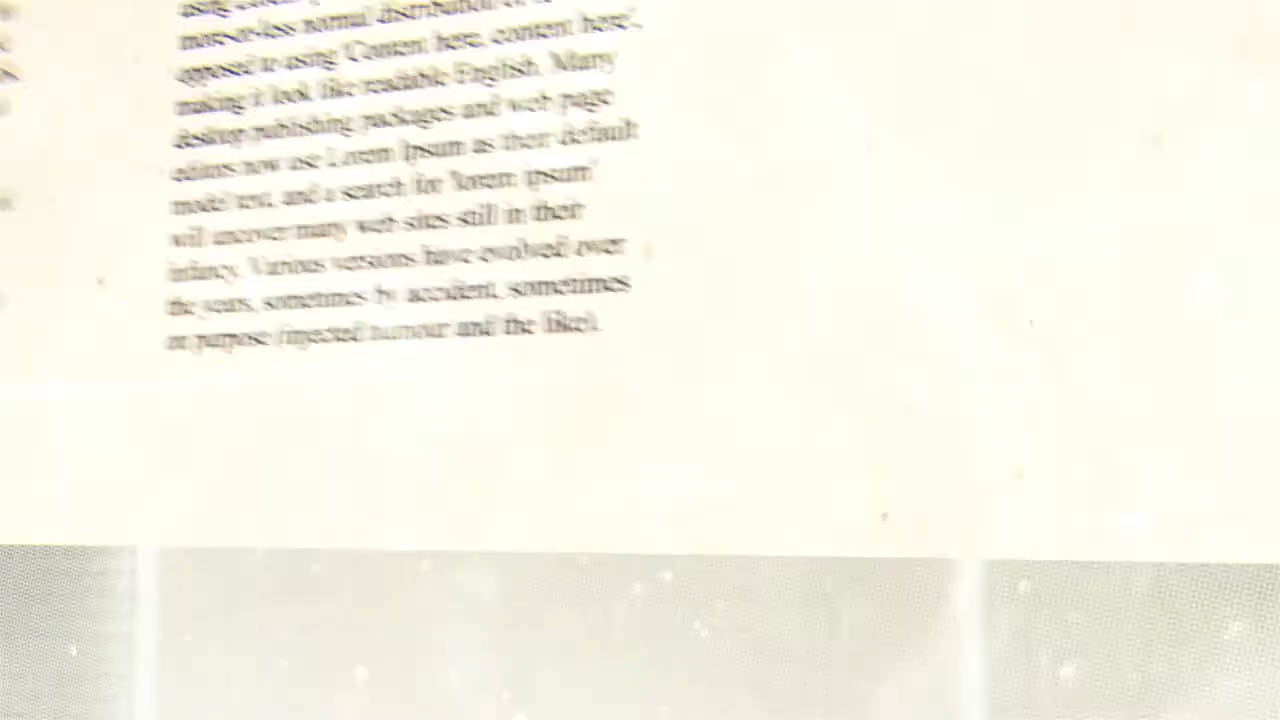 more-or-less normal distribution of
opposed to using 'Content here, content here',
making it look like readable English. Many
desktop publishing packages and web page
editors now use Lorem Ipsum as their default
model text, and a search for 'lorem ipsum'
will uncover many web sites still in their
infancy. Various versions have evolved over
the years, sometimes by accident, sometimes
on purpose (injected humour and the like).